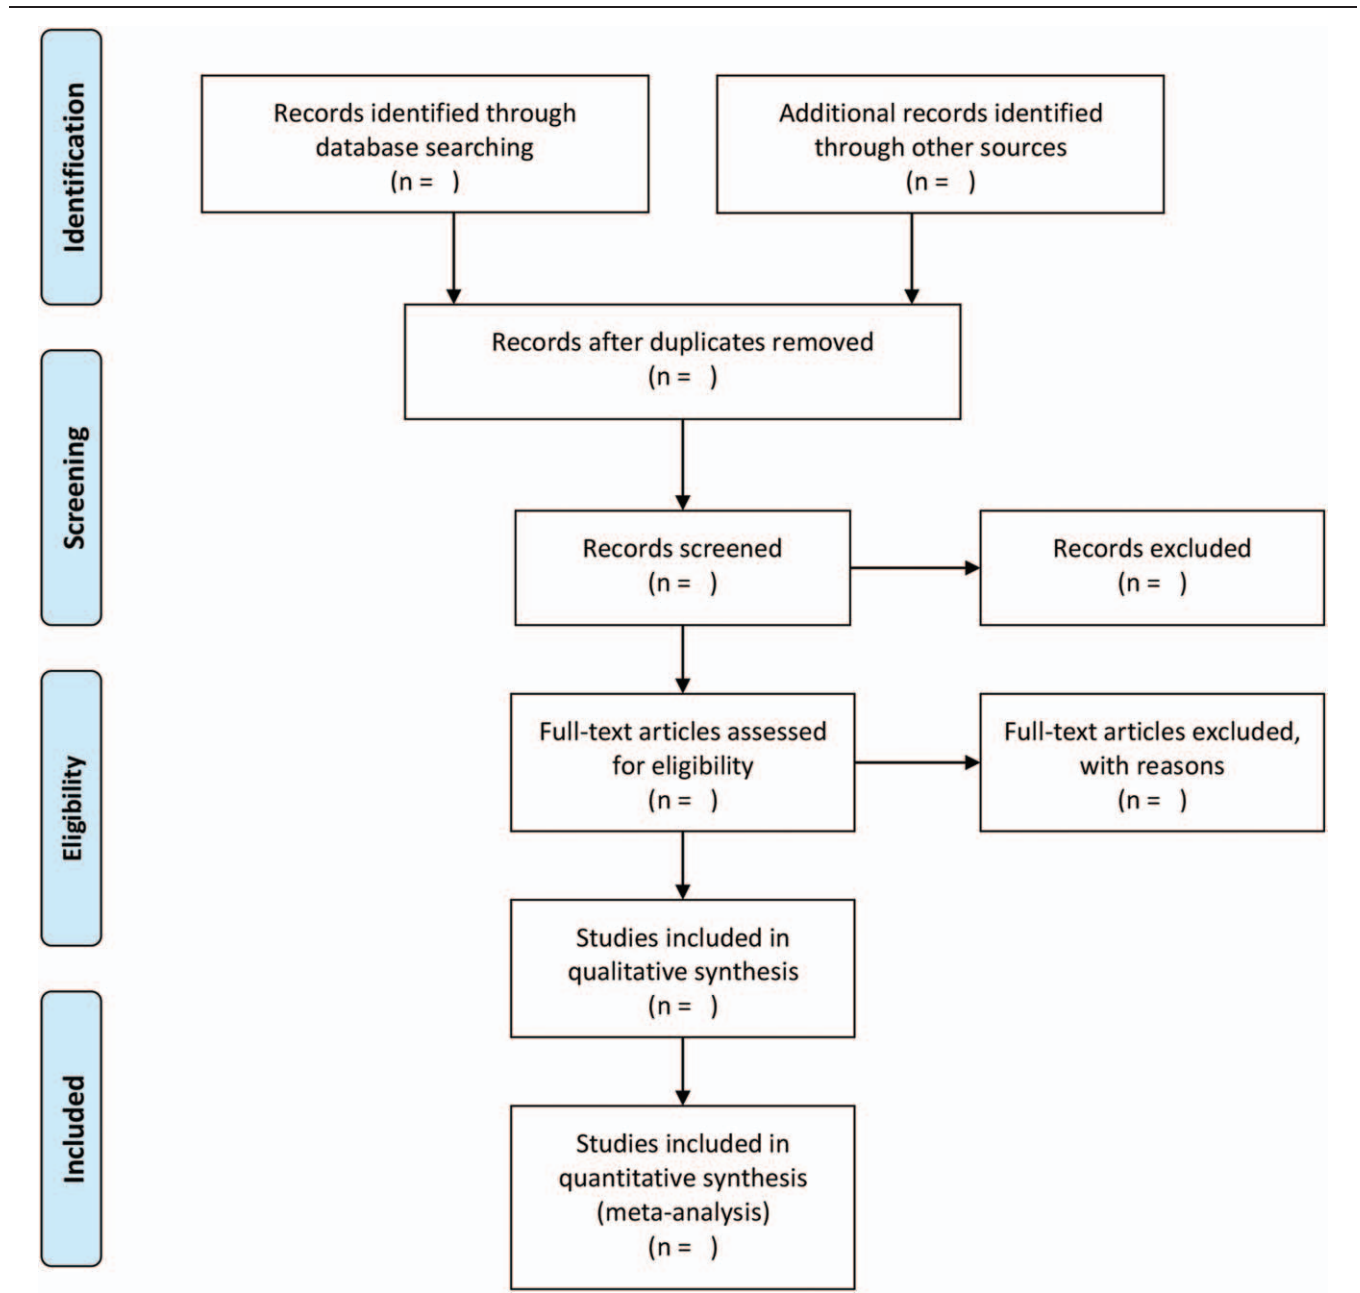 Identification
Records identified through
database searching
(n =   )
Additional records identified
through other sources
(n =   )
Records after duplicates removed
(n =   )
Screening
Records screened
(n =   )
Records excluded
(n =   )
Eligibility
Full-text articles assessed
for eligibility
(n =   )
Full-text articles excluded,
with reasons
(n =   )
Studies included in
qualitative synthesis
(n =   )
Included
Studies included in
quantitative synthesis
(meta-analysis)
(n =   )